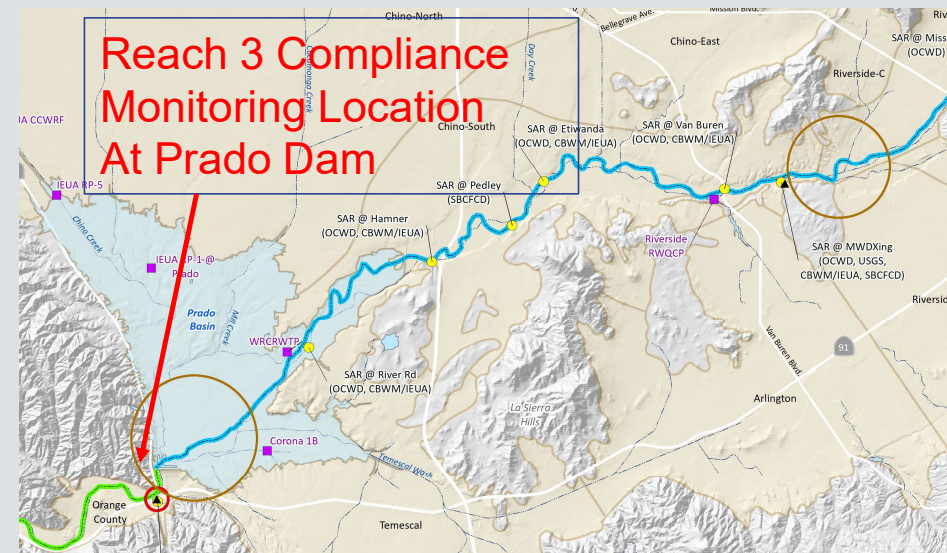 Reach 3 Compliance
Monitoring Location
At Prado Dam
Chino-North
Bellegrave Ave.
Mission Blvd.
Riv
Chino-East
SAR @ Miss
(OCWD)
Riverside-C
Day Creek
Cucamonga Creek
Chino-South
UA CCWRF
SAR @ Etiwanda
(OCWD, CBWM/IEUA)
SAR @ Van Buren
(OCWD, CBWM/IEUA)
IEUA RP-5
SAR @ Pedley
(SBCFCD)
SAR @ Hamner
(OCWD, CBWM/IEUA)
Chino Creek
IEUA RP-1 @
Prado
Riverside
RWQCP
SAR @ MWDXing
(OCWD, USGS,
CBWM/IEUA, SBCFCD)
Riversid
Prado
Basin
Mill Creek
WRCRWTP
SAR @ River Rd
(OCWD, CBWM/IEUA)
Van Buren Blvd.
91
Arlington
La Sierra
Hills
Corona 1B
Temescal Wash
Orange
County
Temescal